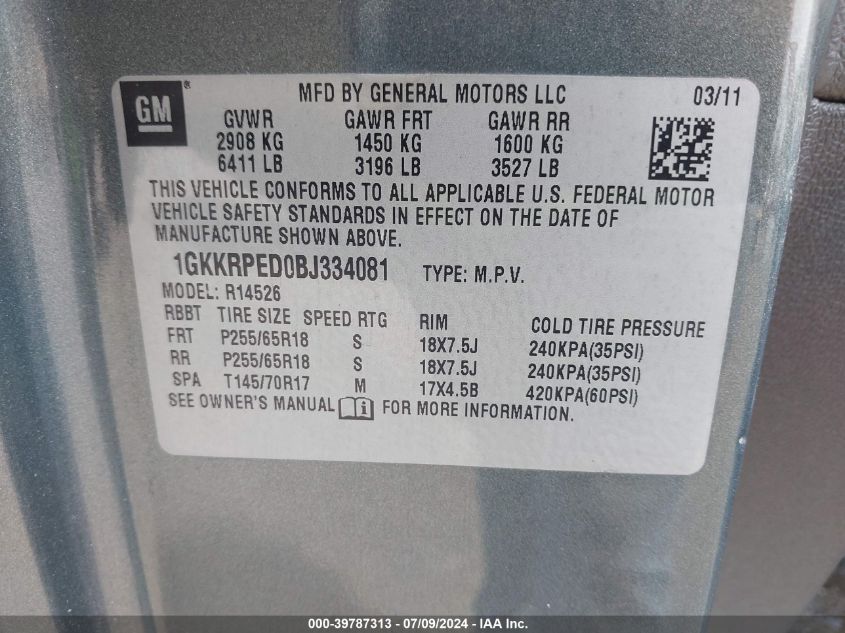 GM
®
MFD BY GENERAL MOTORS LLC 03/11
GVWR GAWR FRT GAWR RR
2908 KG 1450 KG 1600 KG
6411 LB 3196 LB 3527 LB
THIS VEHICLE CONFORMS TO ALL APPLICABLE U.S. FEDERAL MOTOR
VEHICLE SAFETY STANDARDS IN EFFECT ON THE DATE OF
MANUFACTURE SHOWN ABOVE.
1GKKRPED0BJ334081 TYPE: M.P.V.
MODEL: R14526
RBBT TIRE SIZE SPEED RTG RIM COLD TIRE PRESSURE
FRT P255/65R18 S 18X7.5J 240KPA(35PSI)
RR P255/65R18 S 18X7.5J 240KPA(35PSI)
SPA T145/70R17 M 17X4.5B 420KPA(60PSI)
SEE OWNER'S MANUAL i FOR MORE INFORMATION.
000-39787313 - 07/09/2024 - IAA Inc.